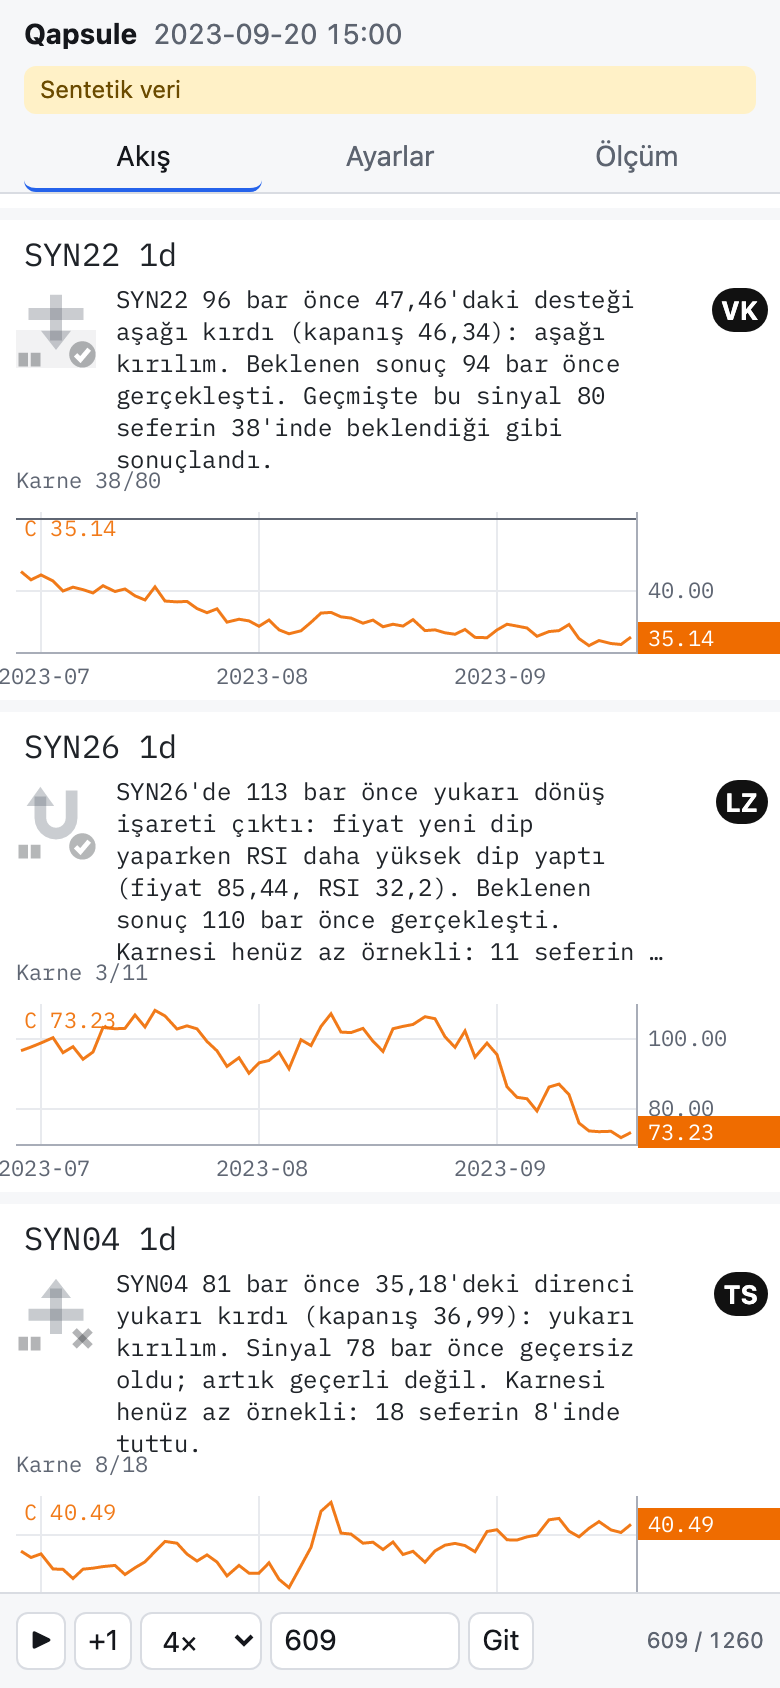 Qapsule 2023-09-20 15:00
Sentetik veri
Akış Ayarlar Ölçüm
SYN22 1d
SYN22 96 bar önce 47,46'daki desteği
aşağı kırdı (kapanış 46,34): aşağı
kırılım. Beklenen sonuç 94 bar önce
gerçekleşti. Geçmişte bu sinyal 80
seferin 38'inde beklendiği gibi
sonuçlandı.
VK
Karne 38/80
C 35.14
40.00
35.14
2023-07 2023-08 2023-09
SYN26 1d
SYN26'de 113 bar önce yukarı dönüş
işareti çıktı: fiyat yeni dip
yaparken RSI daha yüksek dip yaptı
(fiyat 85,44, RSI 32,2). Beklenen
sonuç 110 bar önce gerçekleşti.
Karnesi henüz az örnekli: 11 seferin …
LZ
Karne 3/11
C 73.23
100.00
80.00
73.23
2023-07 2023-08 2023-09
SYN04 1d
SYN04 81 bar önce 35,18'deki direnci
yukarı kırdı (kapanış 36,99): yukarı
kırılım. Sinyal 78 bar önce geçersiz
oldu; artık geçerli değil. Karnesi
henüz az örnekli: 18 seferin 8'inde
tuttu.
TS
Karne 8/18
C 40.49
40.49
+1 4× 609 Git 609 / 1260